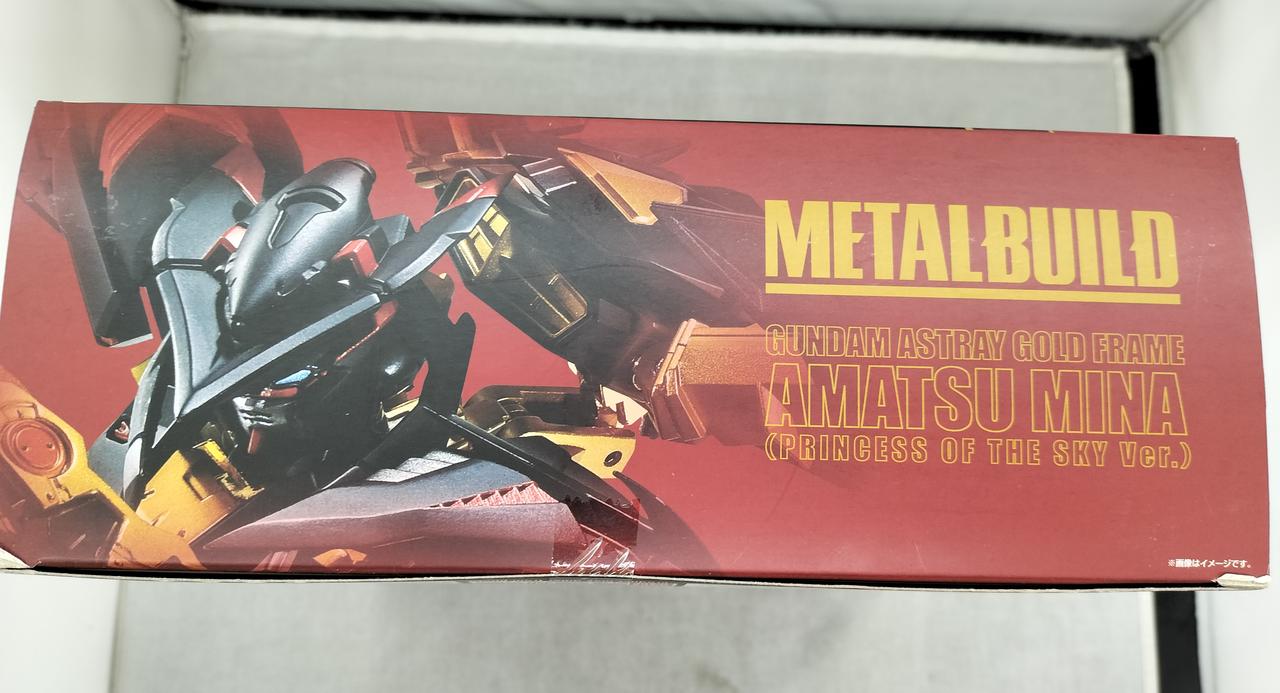 METALBUILD
GUNDAM ASTRAY GOLD FRAME
AMATSU MINA
(PRINCESS OF THE SKY Ver.)
※画像はイメージです。